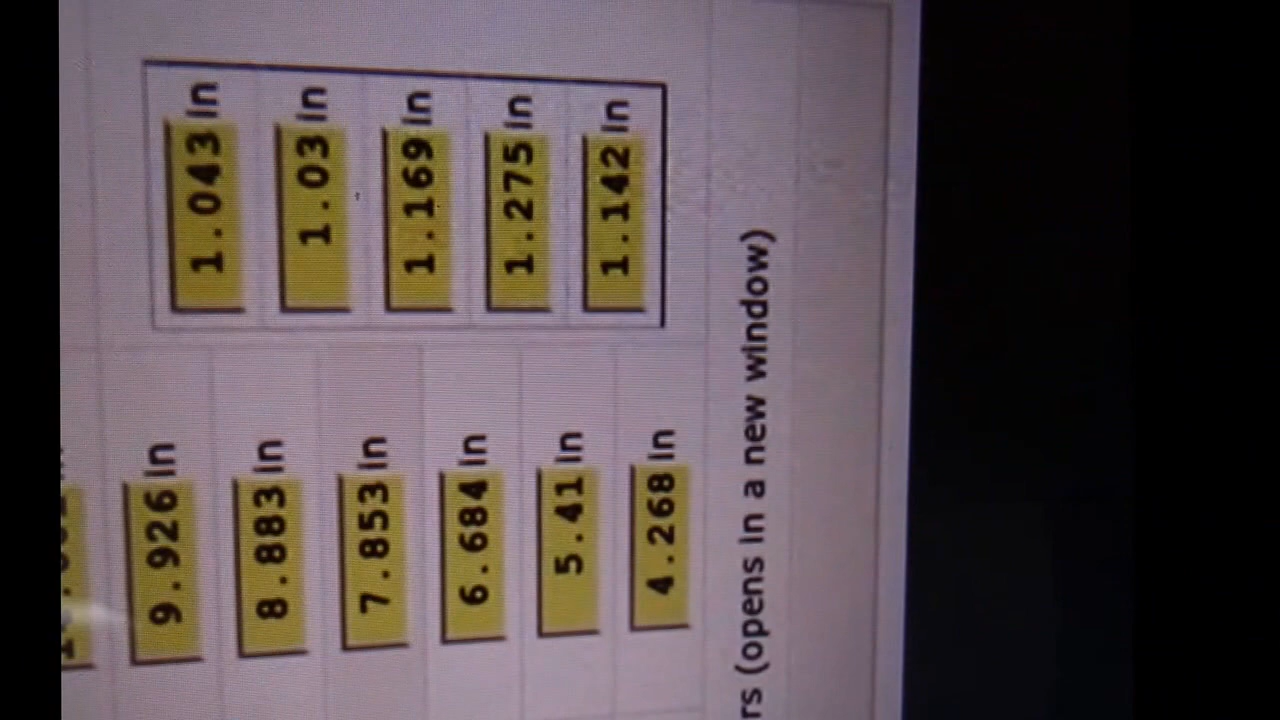 9.926 in
1.043 in
8.883 in
1.03 in
7.853 in
1.169 in
6.684 in
1.275 in
5.41 in
1.142 in
4.268 in
rs (opens in a new window)